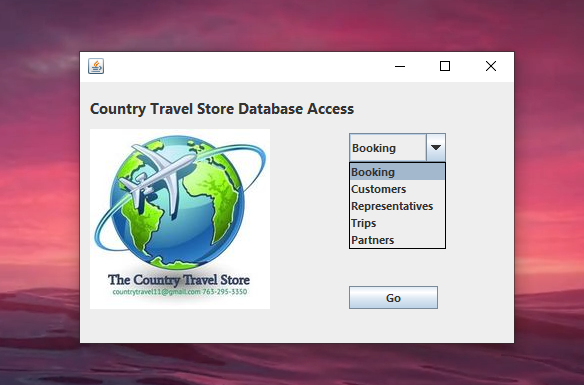 Country Travel Store Database Access
Booking
Booking
Customers
Representatives
Trips
Partners
The Country Travel Store
countrytravel11@gmail.com 763-295-3350
Go